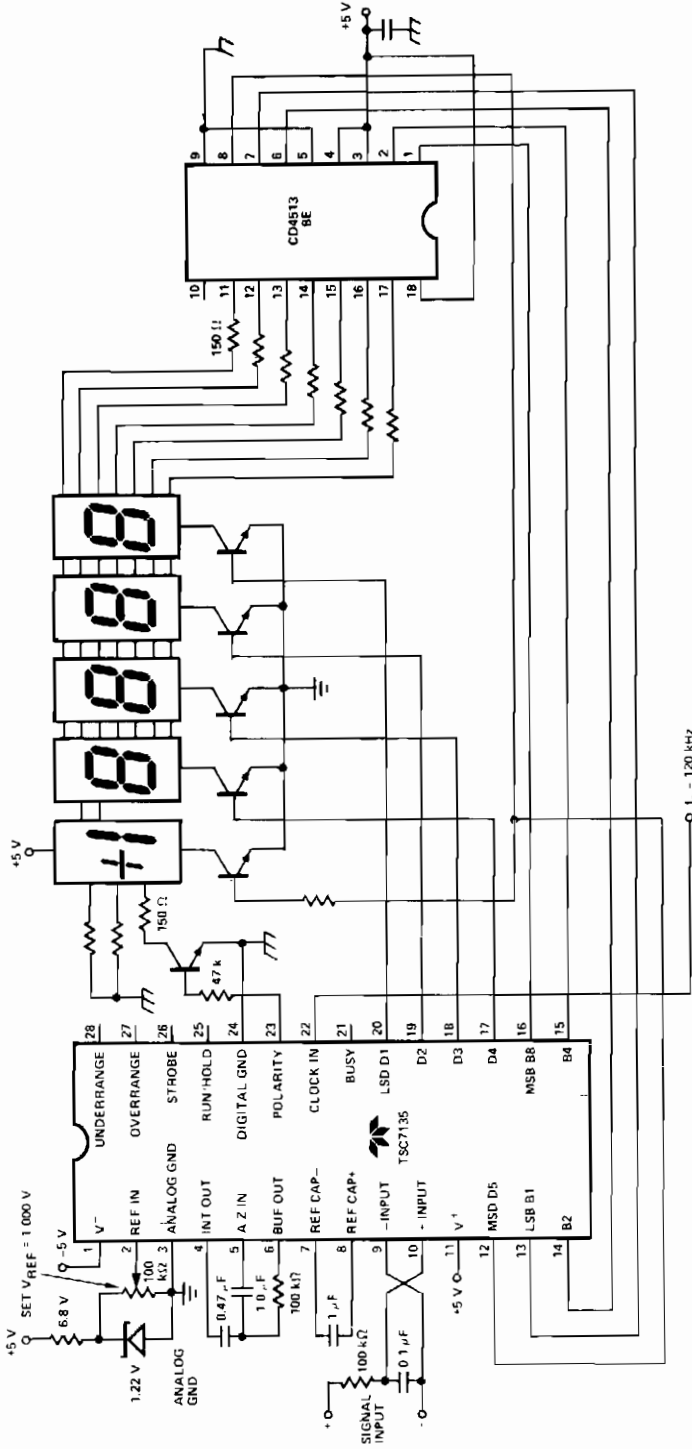 SET VREF = 1 000 V
+5 V
6.8 V
1.22 V
100 kΩ
ANALOG GND
−5 V
1 V−
2 REF IN
3 ANALOG GND
4 INT OUT
5 A Z IN
6 BUF OUT
7 REF CAP−
8 REF CAP+
9 −INPUT
10 +INPUT
11 V+
12 MSD D5
13 LSB B1
14 B2
0.47 µF
1 0 µF
100 kΩ
1 µF
100 kΩ
0 1 µF
+
SIGNAL INPUT
-
+5 V
TSC7135
UNDERRANGE 28
OVERRANGE 27
STROBE 26
RUN/HOLD 25
DIGITAL GND 24
POLARITY 23
CLOCK IN 22
BUSY 21
LSD D1 20
D2 19
D3 18
D4 17
MSB B8 16
B4 15
47 k
150 Ω
+5 V
+1 8 8 8 8
150 Ω
10
11
12
13
14
15
16
17
18
CD4513
BE
9
8
7
6
5
4
3
2
1
+5 V
120 kHz